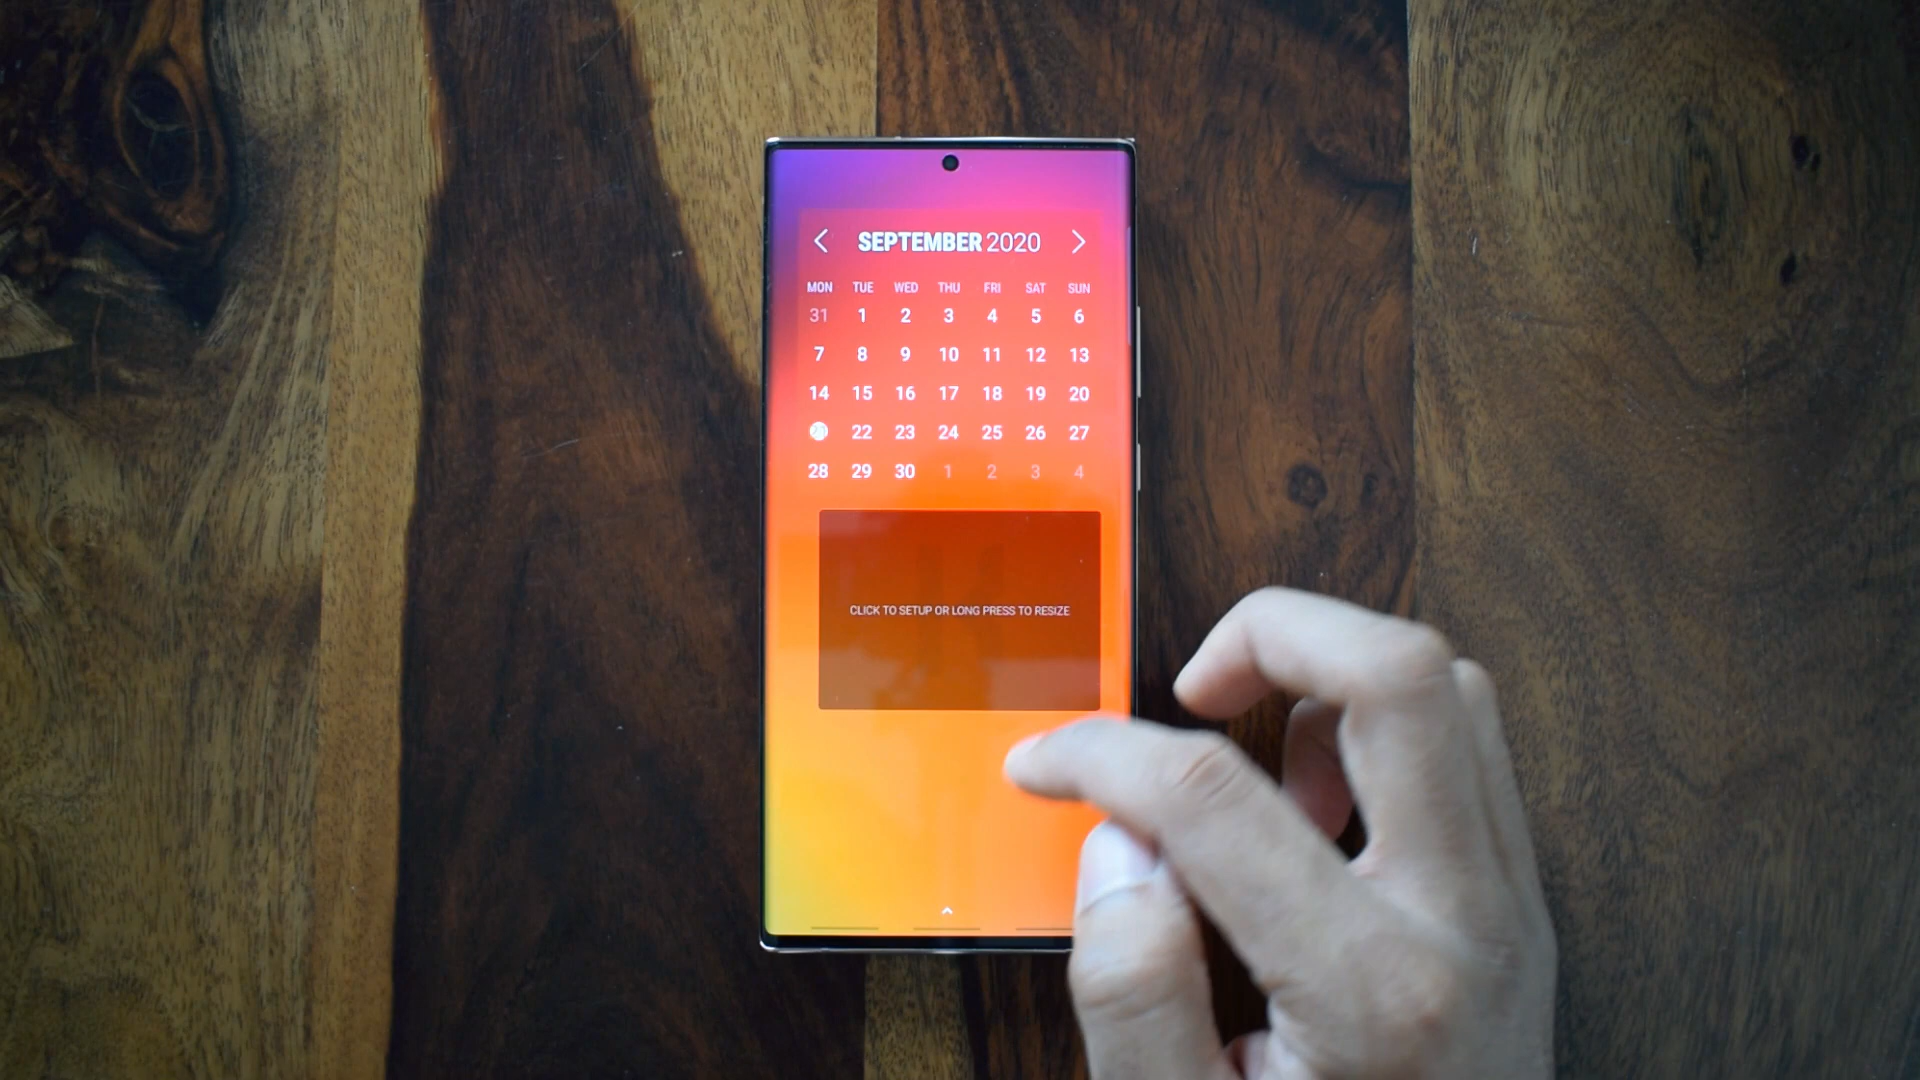 SEPTEMBER 2020
MON TUE WED THU FRI SAT SUN
31 1 2 3 4 5 6
7 8 9 10 11 12 13
14 15 16 17 18 19 20
21 22 23 24 25 26 27
28 29 30 1 2 3 4
CLICK TO SETUP OR LONG PRESS TO RESIZE